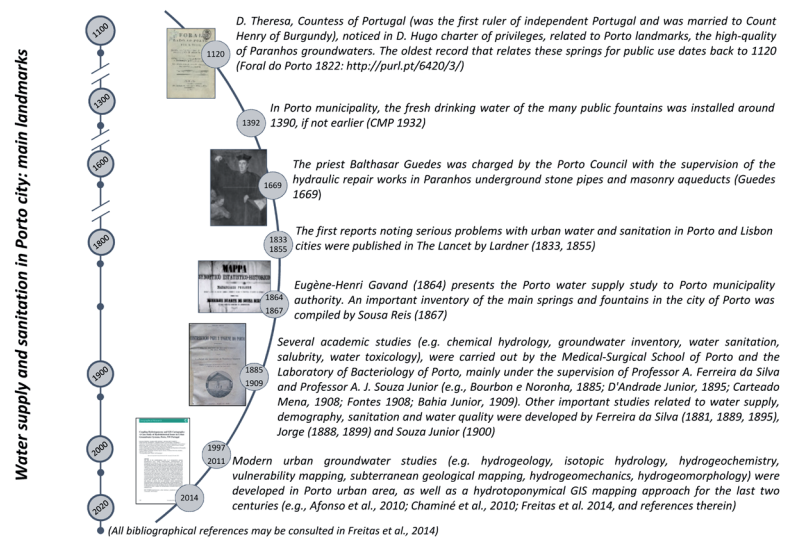 Water supply and sanitation in Porto city: main landmarks
1100
1300
1600
1800
1900
2000
2020
1120
D. Theresa, Countess of Portugal (was the first ruler of independent Portugal and was married to Count
Henry of Burgundy), noticed in D. Hugo charter of privileges, related to Porto landmarks, the high-quality
of Paranhos groundwaters. The oldest record that relates these springs for public use dates back to 1120
(Foral do Porto 1822: http://purl.pt/6420/3/)
1392
In Porto municipality, the fresh drinking water of the many public fountains was installed around
1390, if not earlier (CMP 1932)
1669
The priest Balthasar Guedes was charged by the Porto Council with the supervision of the
hydraulic repair works in Paranhos underground stone pipes and masonry aqueducts (Guedes
1669)
1833
1855
The first reports noting serious problems with urban water and sanitation in Porto and Lisbon
cities were published in The Lancet by Lardner (1833, 1855)
MAPPA
1864
1867
Eugène-Henri Gavand (1864) presents the Porto water supply study to Porto municipality
authority. An important inventory of the main springs and fountains in the city of Porto was
compiled by Sousa Reis (1867)
1885
1909
Several academic studies (e.g. chemical hydrology, groundwater inventory, water sanitation,
salubrity, water toxicology), were carried out by the Medical-Surgical School of Porto and the
Laboratory of Bacteriology of Porto, mainly under the supervision of Professor A. Ferreira da Silva
and Professor A. J. Souza Junior (e.g., Bourbon e Noronha, 1885; D'Andrade Junior, 1895; Carteado
Mena, 1908; Fontes 1908; Bahia Junior, 1909). Other important studies related to water supply,
demography, sanitation and water quality were developed by Ferreira da Silva (1881, 1889, 1895),
Jorge (1888, 1899) and Souza Junior (1900)
1997
2011
2014
Modern urban groundwater studies (e.g. hydrogeology, isotopic hydrology, hydrogeochemistry,
vulnerability mapping, subterranean geological mapping, hydrogeomechanics, hydrogeomorphology) were
developed in Porto urban area, as well as a hydrotoponymical GIS mapping approach for the last two
centuries (e.g., Afonso et al., 2010; Chaminé et al., 2010; Freitas et al. 2014, and references therein)
(All bibliographical references may be consulted in Freitas et al., 2014)